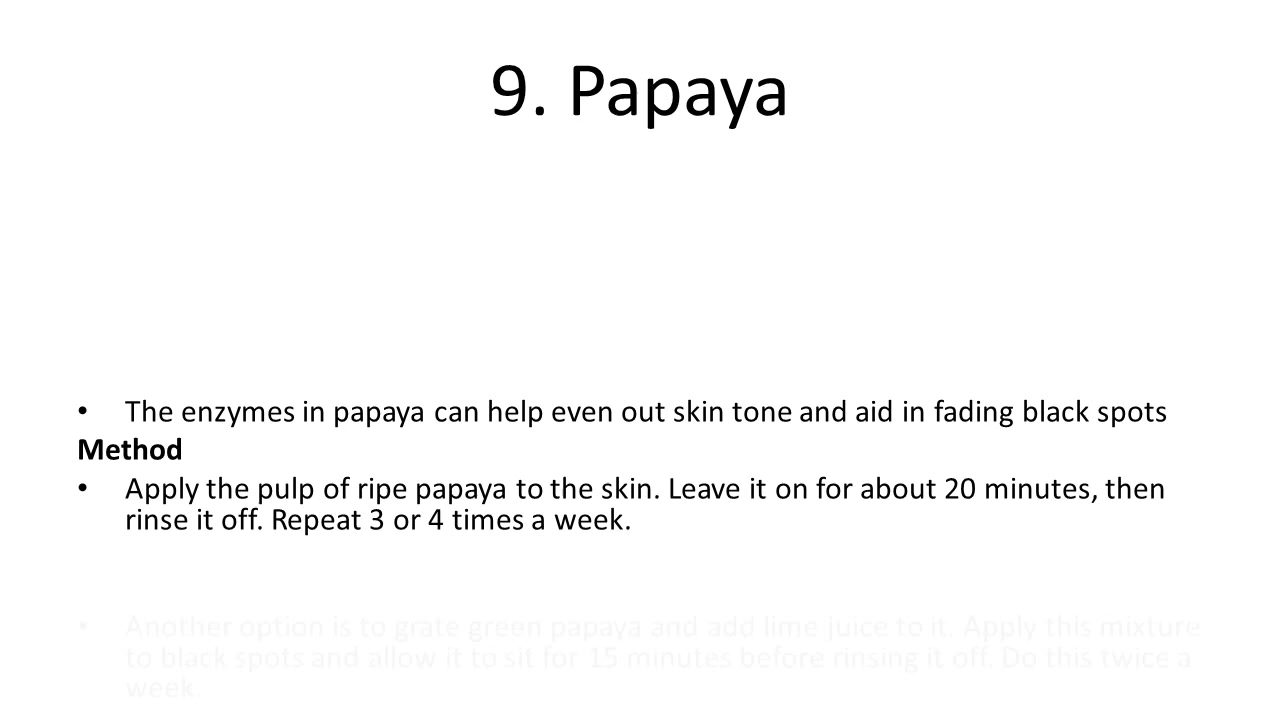 9. Papaya
• The enzymes in papaya can help even out skin tone and aid in fading black spots
Method
• Apply the pulp of ripe papaya to the skin. Leave it on for about 20 minutes, then
rinse it off. Repeat 3 or 4 times a week.
• Another option is to grate green papaya and add lime juice to it. Apply this mixture
to black spots and allow it to sit for 15 minutes before rinsing it off. Do this twice a
week.